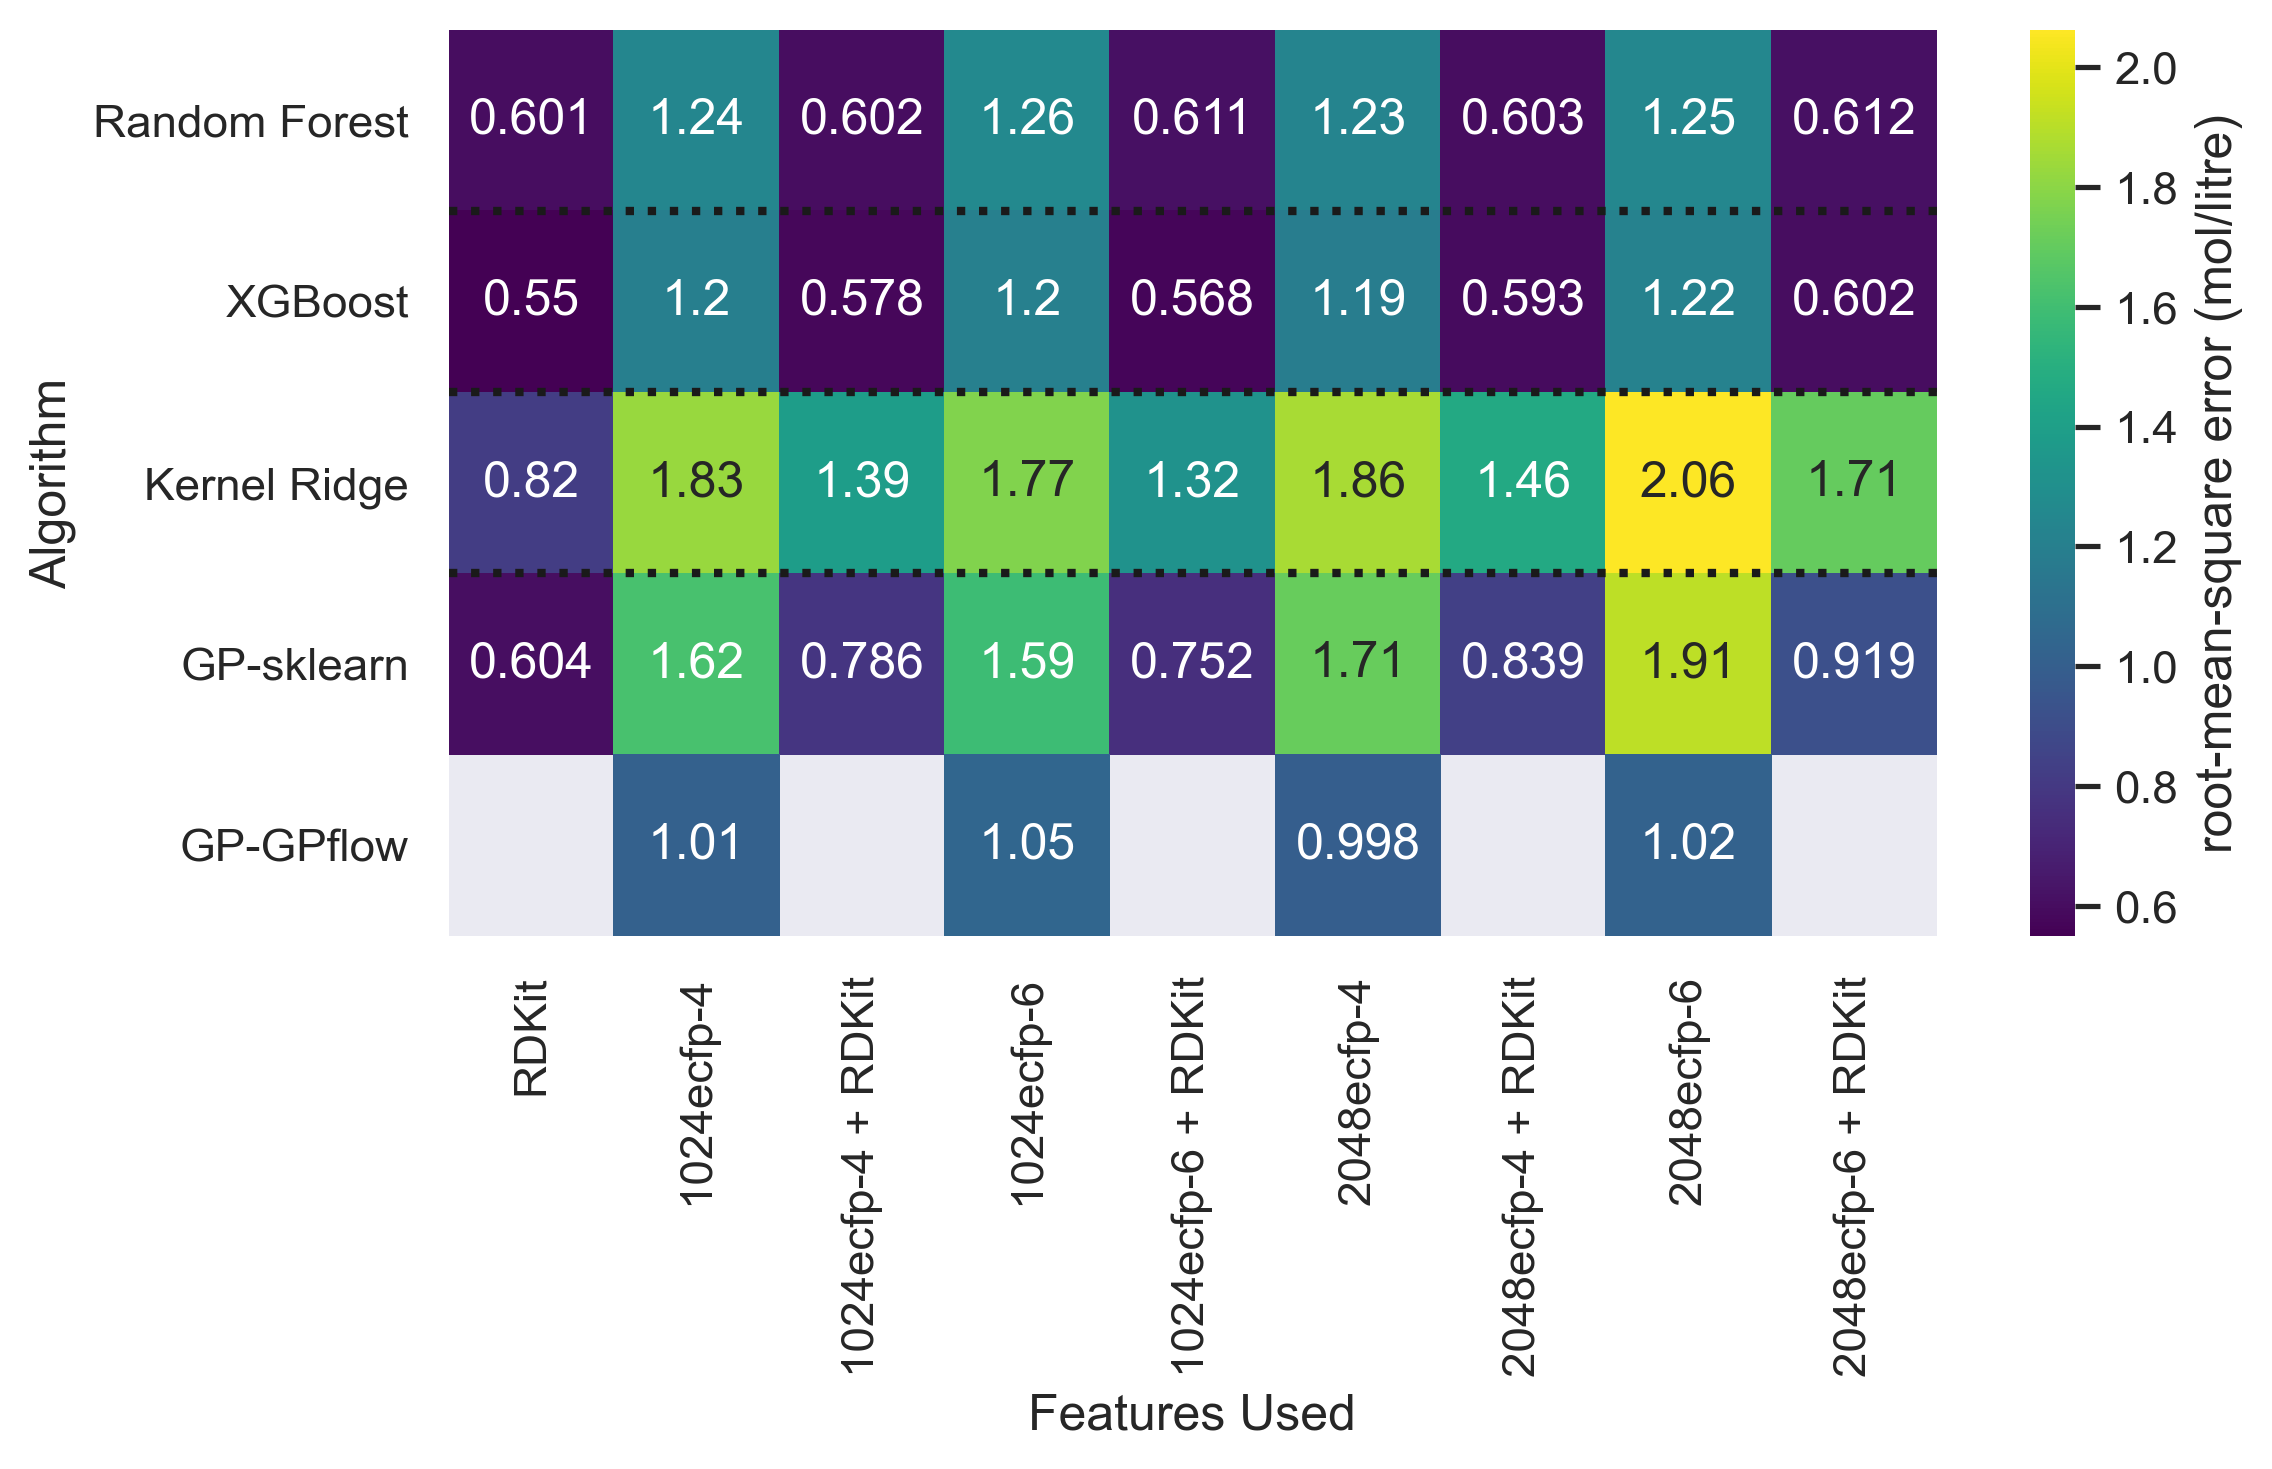 Algorithm
Random Forest 0.601 1.24 0.602 1.26 0.611 1.23 0.603 1.25 0.612
XGBoost 0.55 1.2 0.578 1.2 0.568 1.19 0.593 1.22 0.602
Kernel Ridge 0.82 1.83 1.39 1.77 1.32 1.86 1.46 2.06 1.71
GP-sklearn 0.604 1.62 0.786 1.59 0.752 1.71 0.839 1.91 0.919
GP-GPflow 1.01 1.05 0.998 1.02
RDKit
1024ecfp-4
1024ecfp-4 + RDKit
1024ecfp-6
1024ecfp-6 + RDKit
2048ecfp-4
2048ecfp-4 + RDKit
2048ecfp-6
2048ecfp-6 + RDKit
Features Used
2.0
1.8
1.6
1.4
1.2
1.0
0.8
0.6
root-mean-square error (mol/litre)